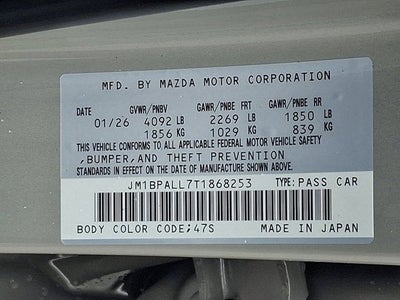 MFD. BY MAZDA MOTOR CORPORATION
DATE GVWR/PNBV GAWR/PNBE FRT GAWR/PNBE RR
01/26 4092 LB 2269 LB 1850 LB
1856 KG 1029 KG 839 KG
THIS VEHICLE CONFORMS TO ALL APPLICABLE FEDERAL MOTOR VEHICLE SAFETY
,BUMPER,AND THEFT PREVENTION
STANDARDS IN EFFECT ON THE DATE OF MANUFACTURE SHOWN ABOVE.
JM1BPALL7T1868253 TYPE:PASS CAR
BODY COLOR CODE;47S MADE IN JAPAN